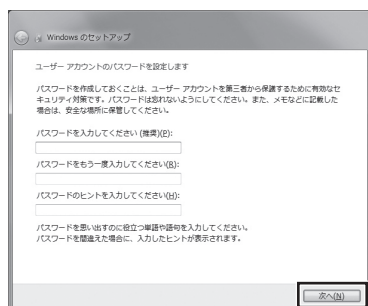 Windows のセットアップ
ユーザー アカウントのパスワードを設定します
パスワードを作成しておくことは、ユーザー アカウントを第三者から保護するために有効なセ
キュリティ対策です。パスワードは忘れないようにしてください。また、メモなどに記載した
場合は、安全な場所に保管してください。
パスワードを入力してください (推奨)(P):
パスワードをもう一度入力してください(R):
パスワードのヒントを入力してください(H):
パスワードを思い出すのに役立つ単語や語句を入力してください。
パスワードを間違えた場合に、入力したヒントが表示されます。
次へ(N)